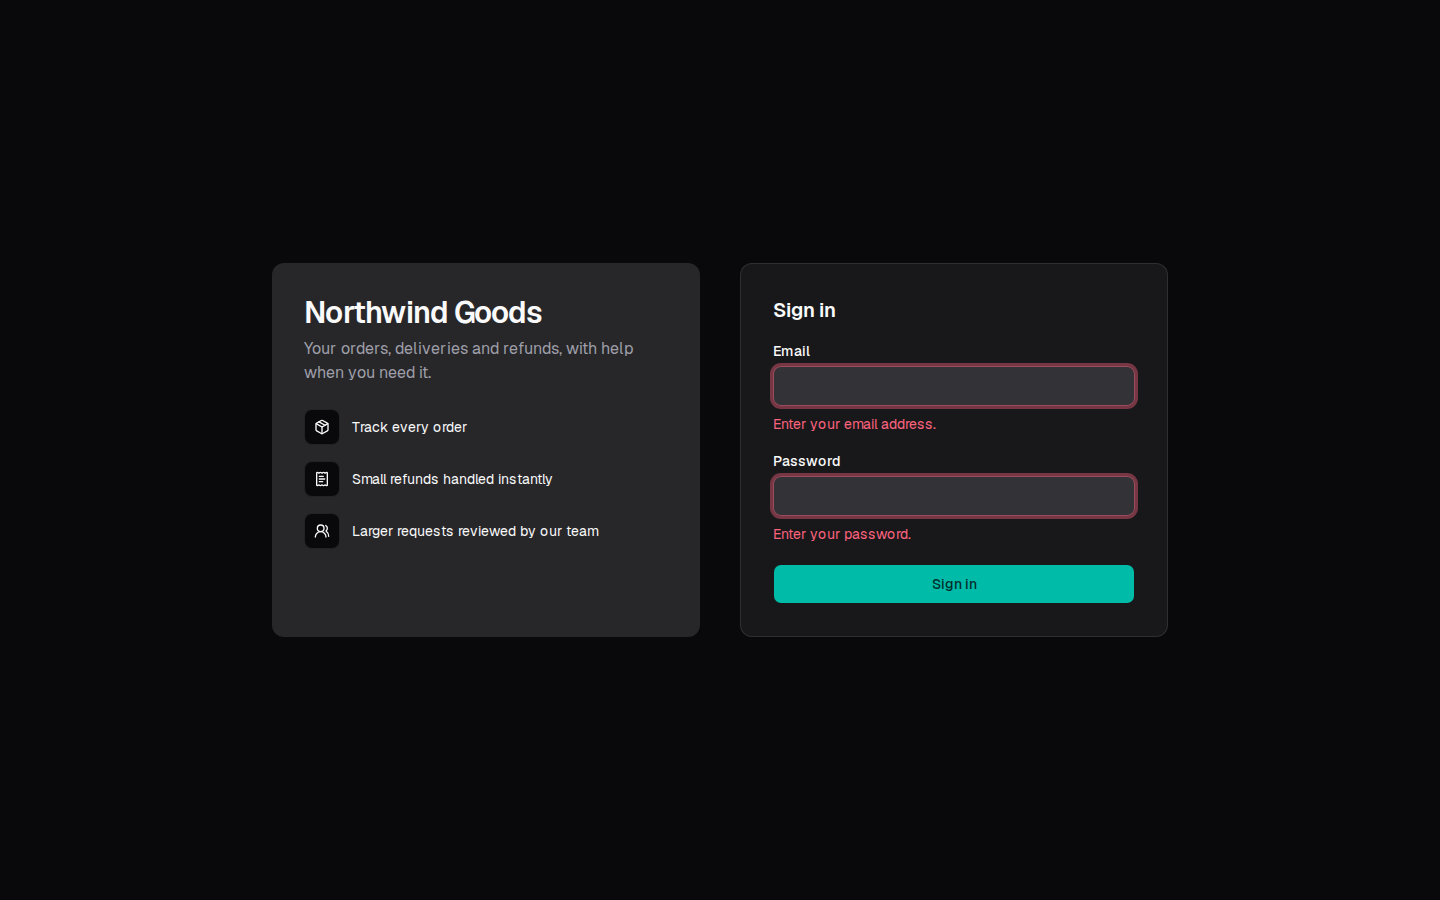 Northwind Goods
Your orders, deliveries and refunds, with help
when you need it.
Track every order
Small refunds handled instantly
Larger requests reviewed by our team
Sign in
Email
Enter your email address.
Password
Enter your password.
Sign in